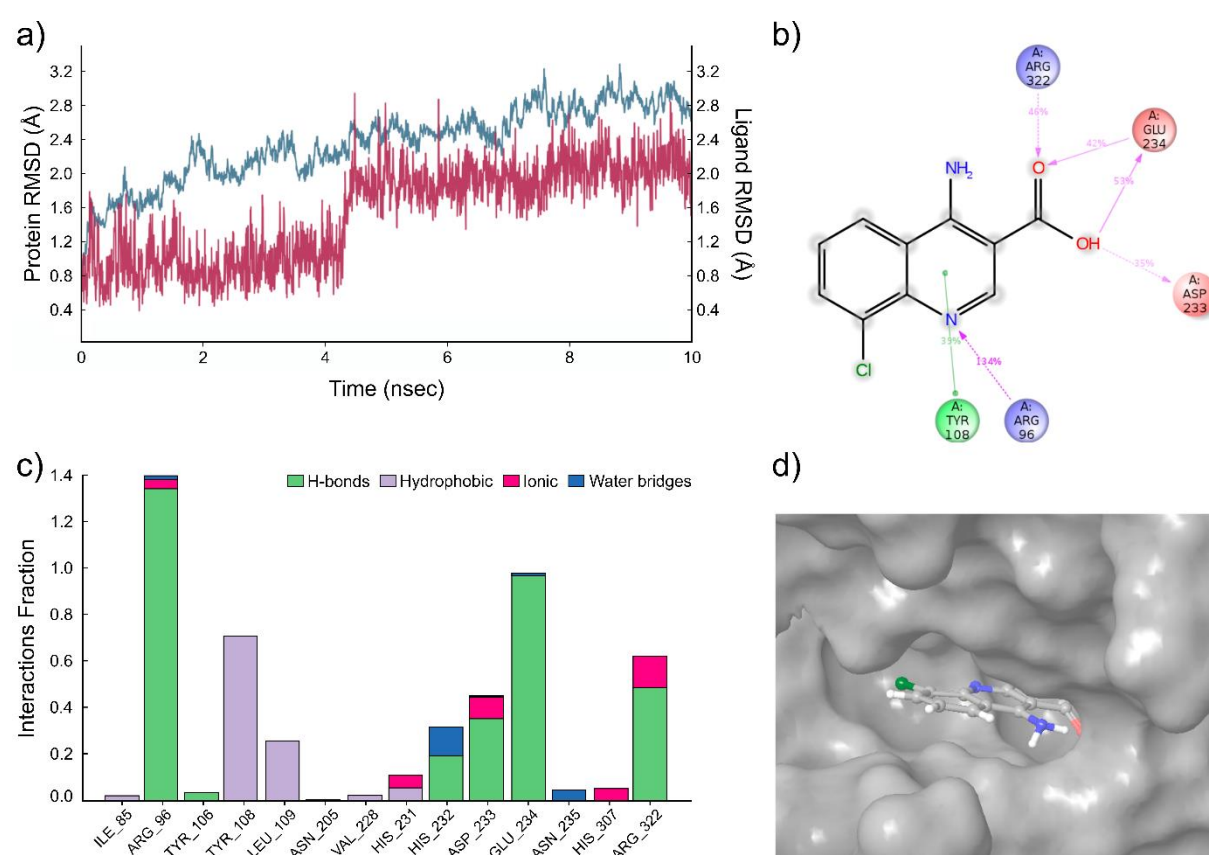 a)
3.2
2.8
2.4
2.0
1.6
1.2
0.8
0.4
Protein RMSD (Å)
3.2
2.8
2.4
2.0
1.6
1.2
0.8
0.4
Ligand RMSD (Å)
0
2
4
6
8
10
Time (nsec)
b)
A:
ARG
322
46%
A:
GLU
234
42%
53%
NH2
O
OH
35%
A:
ASP
233
N
39%
134%
Cl
A:
TYR
108
A:
ARG
96
c)
H-bonds
Hydrophobic
Ionic
Water bridges
1.4
1.2
1.0
0.8
0.6
0.4
0.2
0.0
Interactions Fraction
ILE_85
ARG_96
TYR_106
TYR_108
LEU_109
ASN_205
VAL_228
HIS_231
HIS_232
ASP_233
GLU_234
ASN_235
HIS_307
ARG_322
d)